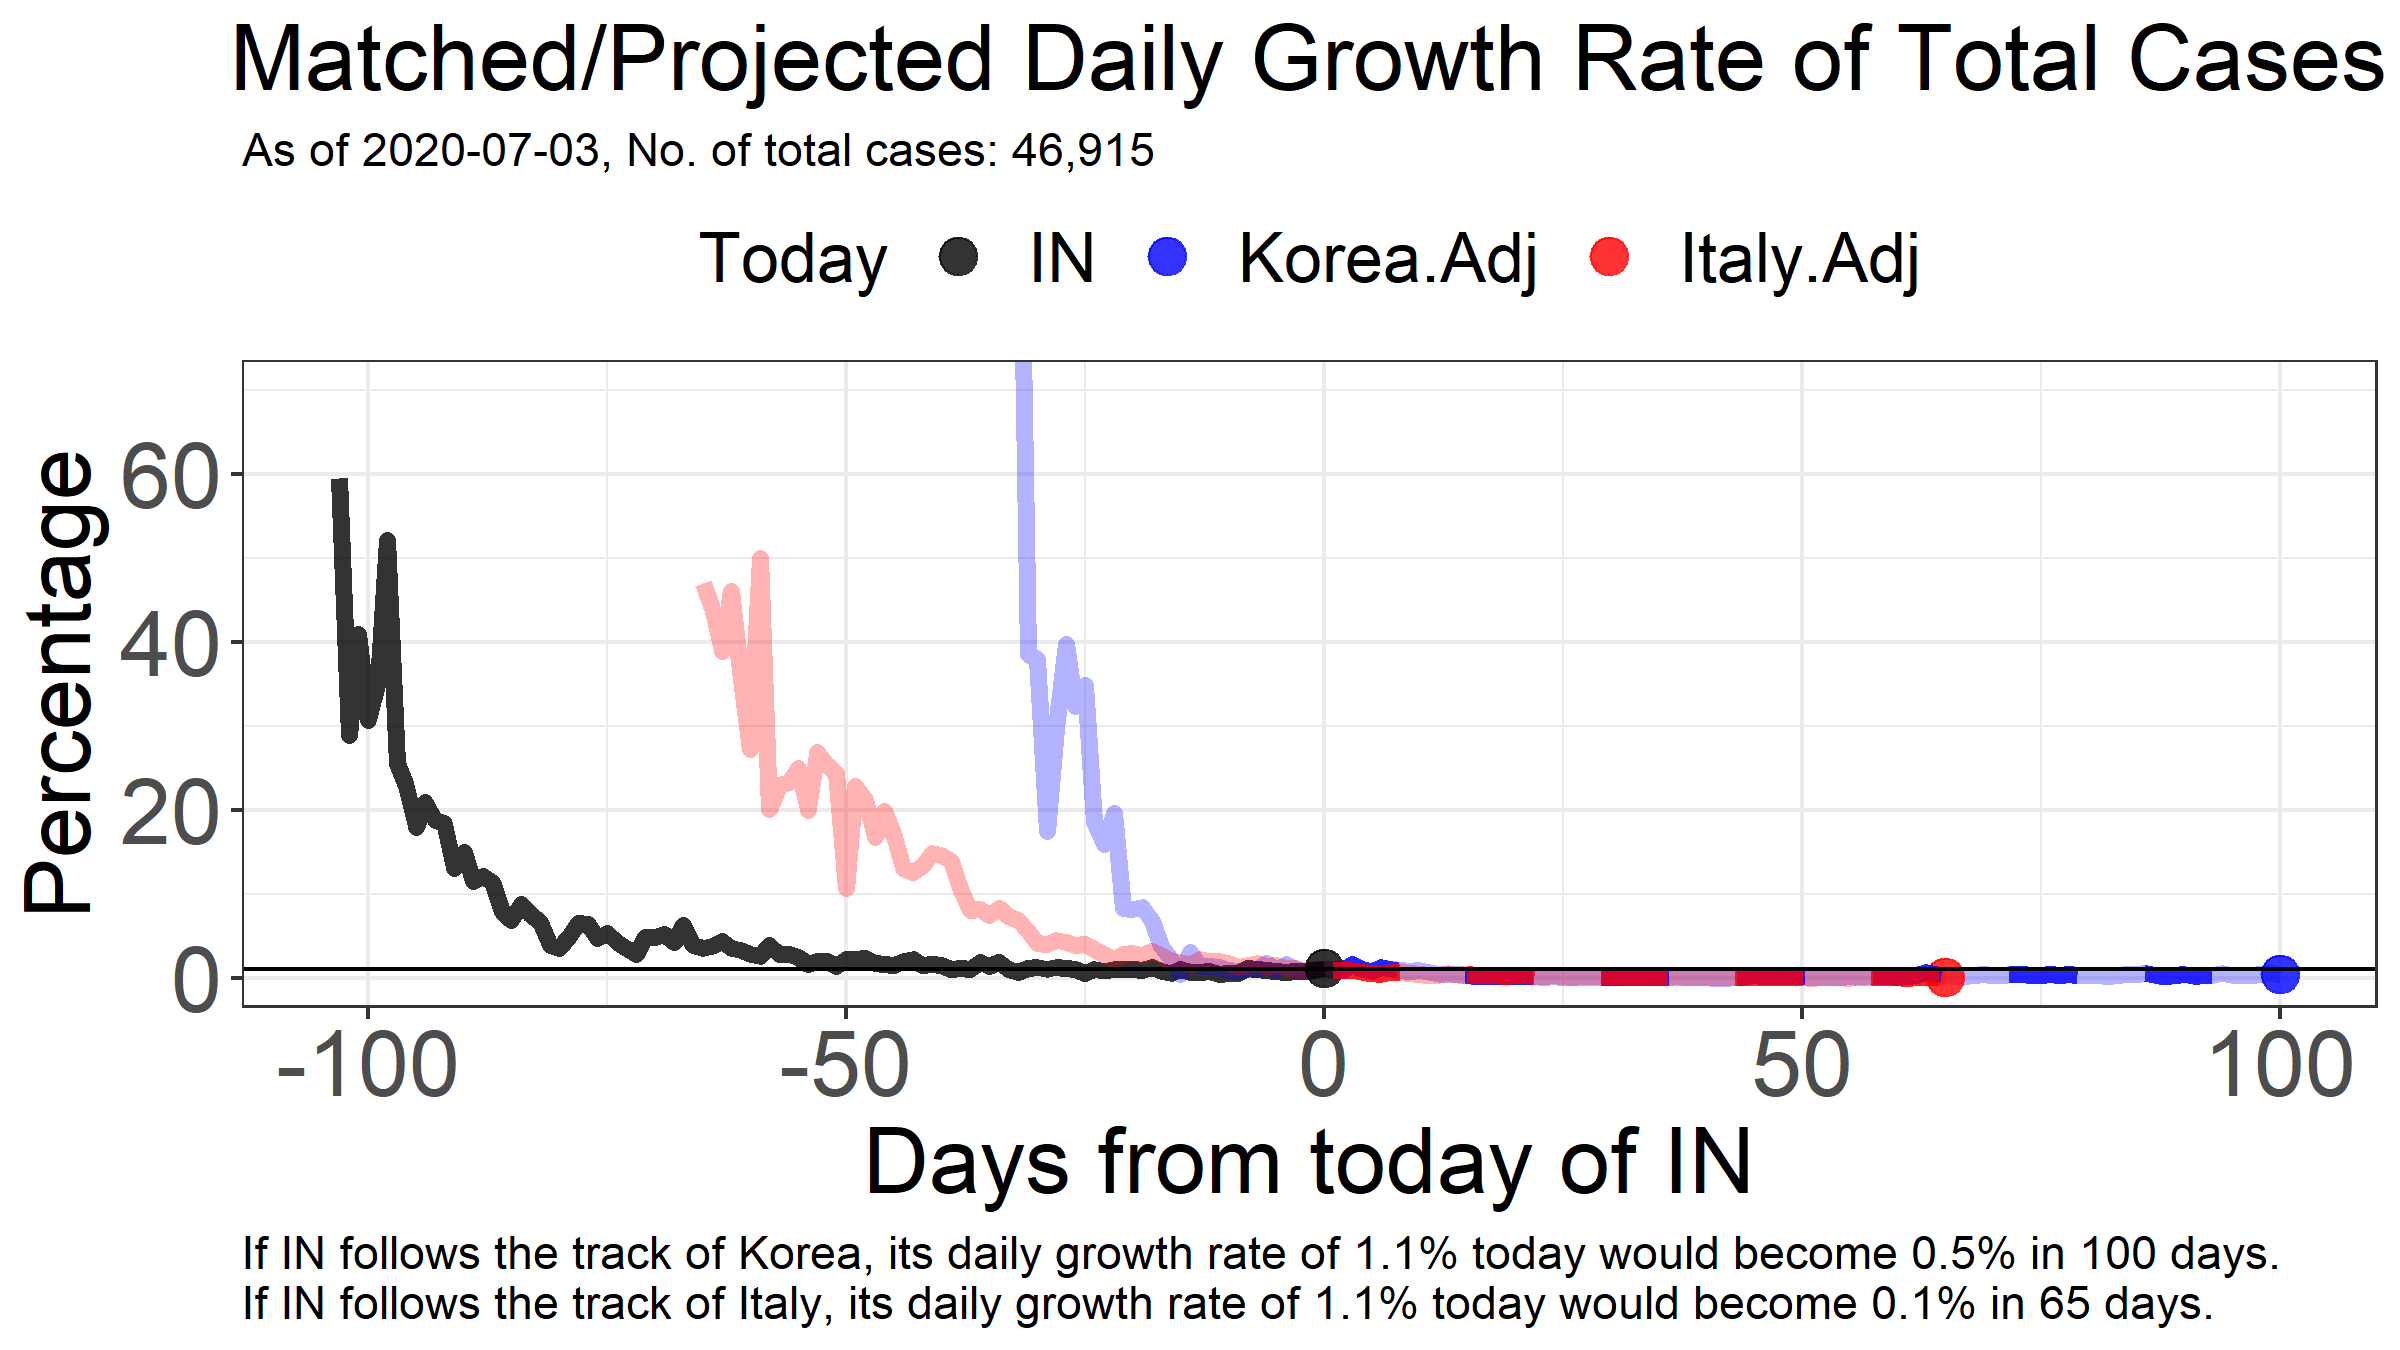 Matched/Projected Daily Growth Rate of Total Cases
As of 2020-07-03, No. of total cases: 46,915
Today IN Korea.Adj Italy.Adj
Percentage
60
40
20
0
-100 -50 0 50 100
Days from today of IN
If IN follows the track of Korea, its daily growth rate of 1.1% today would become 0.5% in 100 days.
If IN follows the track of Italy, its daily growth rate of 1.1% today would become 0.1% in 65 days.